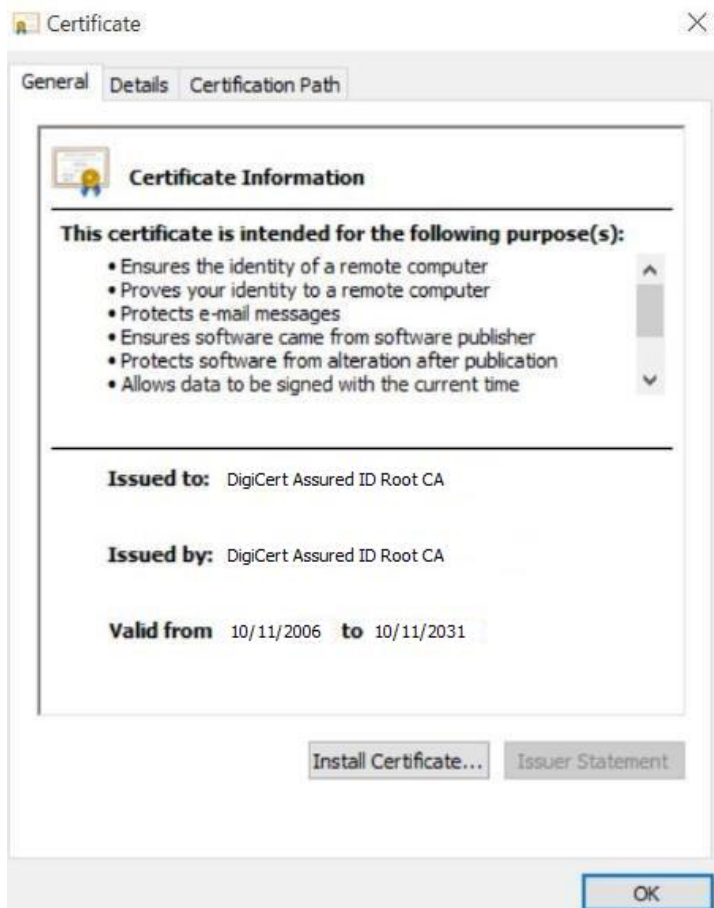 Certificate
General Details Certification Path
Certificate Information
This certificate is intended for the following purpose(s):
• Ensures the identity of a remote computer
• Proves your identity to a remote computer
• Protects e-mail messages
• Ensures software came from software publisher
• Protects software from alteration after publication
• Allows data to be signed with the current time
Issued to: DigiCert Assured ID Root CA
Issued by: DigiCert Assured ID Root CA
Valid from 10/11/2006 to 10/11/2031
Install Certificate... Issuer Statement
OK